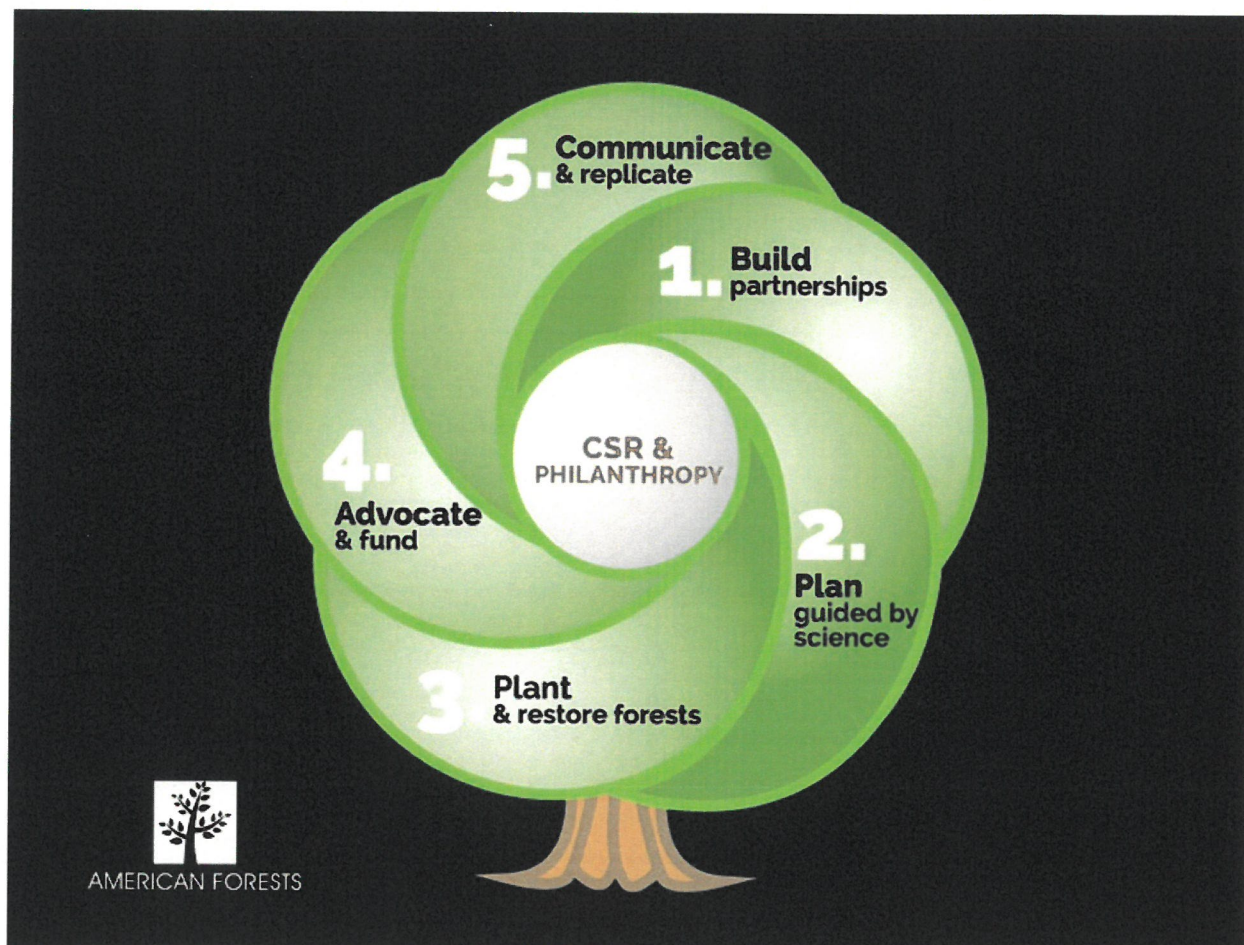 5. Communicate
& replicate
1. Build
partnerships
CSR &
PHILANTHROPY
2.
Plan
guided by
science
4.
Advocate
& fund
3 Plant
& restore forests
AMERICAN FORESTS